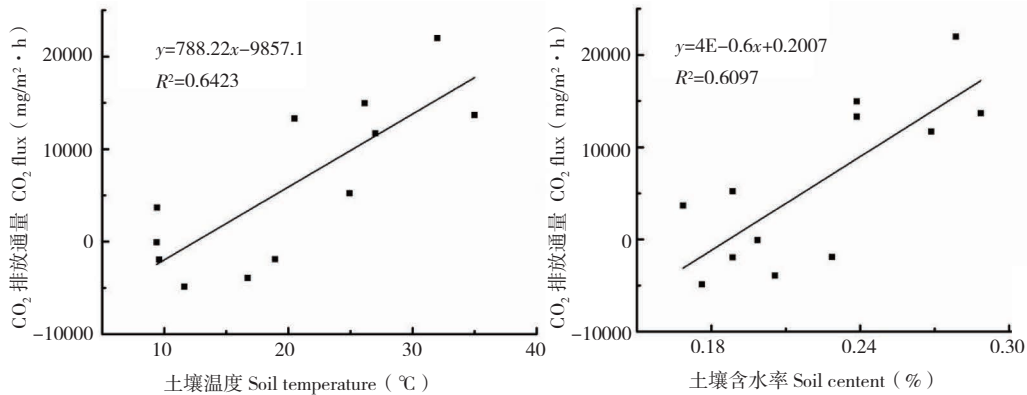 CO₂ 排放通量 CO₂ flux（mg/m²·h）
20000
10000
0
-10000
y=788.22x-9857.1
R²=0.6423
10
20
30
40
土壤温度 Soil temperature（℃）
CO₂ 排放通量 CO₂ flux（mg/m²·h）
20000
10000
0
-10000
y=4E-0.6x+0.2007
R²=0.6097
0.18
0.24
0.30
土壤含水率 Soil centent（%）